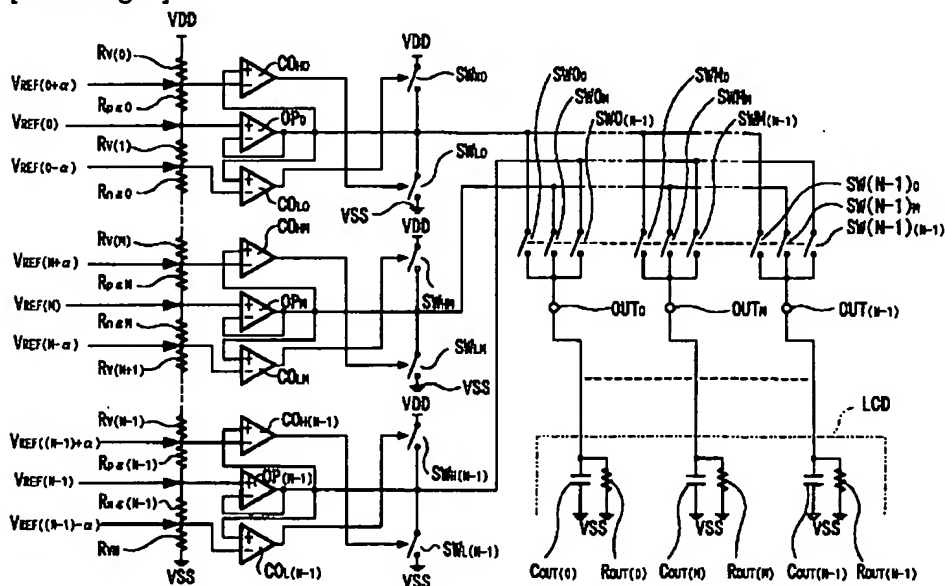 VDD
RV(0)
VREF(0+α)
Rpα0
VREF(0)
RV(1)
VREF(0-α)
Rnα0
RV(M)
VREF(M+α)
RpαM
VREF(M)
RnαM
VREF(M-α)
RV(M+1)
RV(N-1)
VREF((N-1)+α)
Rpα(N-1)
VREF(N-1)
Rnα(N-1)
VREF((N-1)-α)
RVN
VSS
COH0
OP0
COL0
COHM
OPM
COLM
COH(N-1)
OP(N-1)
COL(N-1)
VDD
SWH0
SWL0
VSS
VDD
SWHM
SWLM
VSS
VDD
SWH(N-1)
SWL(N-1)
VSS
SW00
SW0M
SW0(N-1)
SWM0
SWMM
SWM(N-1)
SW(N-1)0
SW(N-1)M
SW(N-1)(N-1)
OUT0
OUTM
OUT(N-1)
LCD
VSS
VSS
VSS
COUT(0)
ROUT(0)
COUT(M)
ROUT(M)
COUT(N-1)
ROUT(N-1)